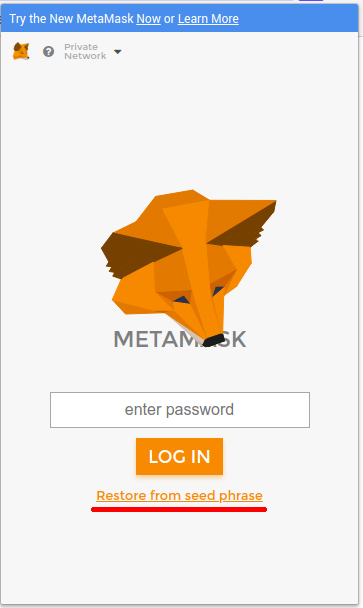 Try the New MetaMask Now or Learn More
Private
Network
METAMASK
enter password
LOG IN
Restore from seed phrase